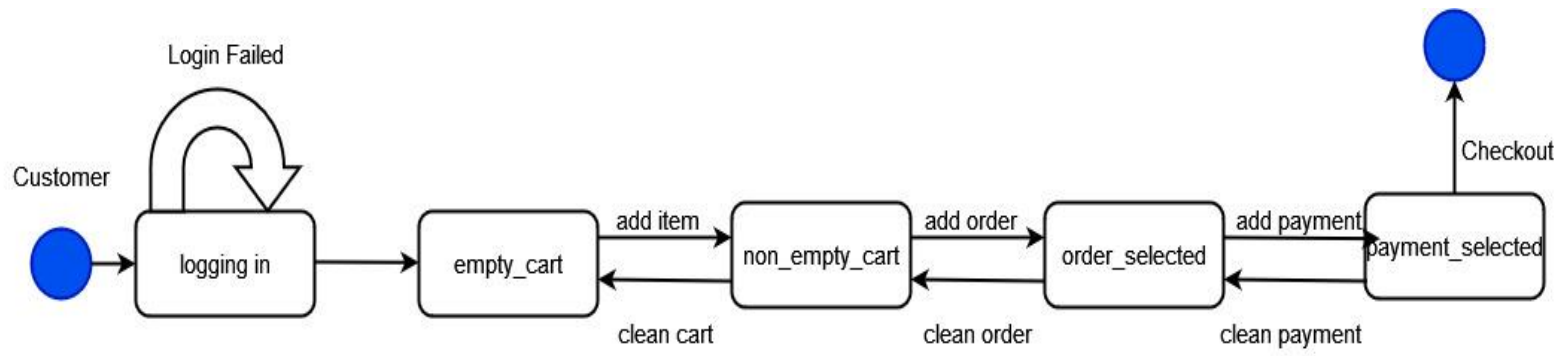 Login Failed
Customer
Checkout
logging in
empty_cart
add item
clean cart
non_empty_cart
add order
clean order
order_selected
add payment
clean payment
payment_selected